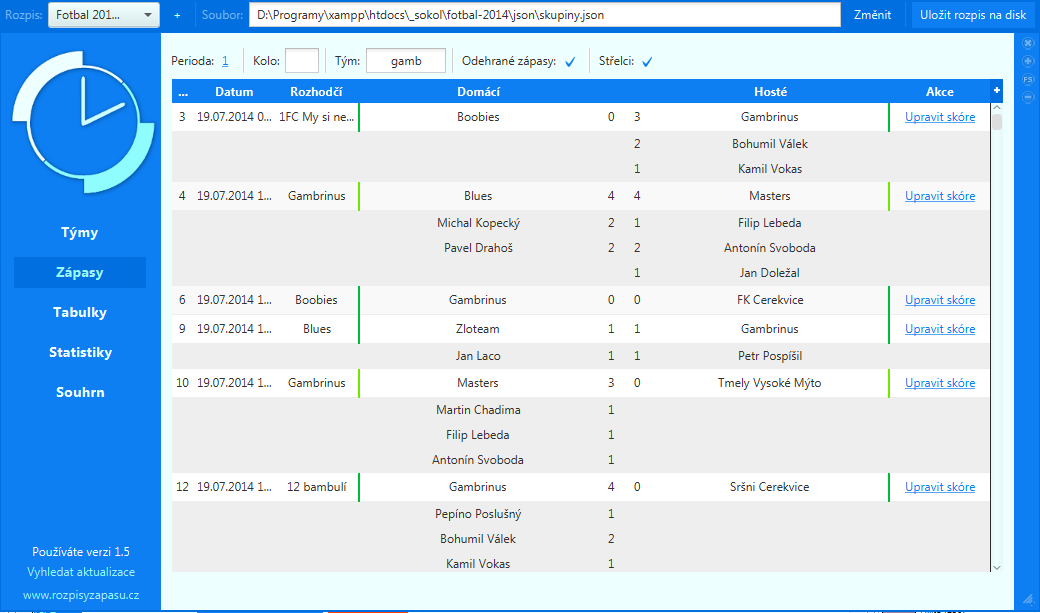 Rozpis: Fotbal 201... + Soubor: D:\Programy\xampp\htdocs\_sokol\fotbal-2014\json\skupiny.json Změnit Uložit rozpis na disk
Perioda: 1 Kolo: Tým: gamb Odehrané zápasy: ✓ Střelci: ✓
... Datum Rozhodčí Domácí Hosté Akce +
3 19.07.2014 0... 1FC My si ne... Boobies 0 3 Gambrinus Upravit skóre
2 Bohumil Válek
1 Kamil Vokas
4 19.07.2014 1... Gambrinus Blues 4 4 Masters Upravit skóre
Michal Kopecký 2 1 Filip Lebeda
Pavel Drahoš 2 2 Antonín Svoboda
1 Jan Doležal
6 19.07.2014 1... Boobies Gambrinus 0 0 FK Cerekvice Upravit skóre
9 19.07.2014 1... Blues Zloteam 1 1 Gambrinus Upravit skóre
Jan Laco 1 1 Petr Pospíšil
10 19.07.2014 1... Gambrinus Masters 3 0 Tmely Vysoké Mýto Upravit skóre
Martin Chadima 1
Filip Lebeda 1
Antonín Svoboda 1
12 19.07.2014 1... 12 bambulí Gambrinus 4 0 Sršni Cerekvice Upravit skóre
Pepíno Poslušný 1
Bohumil Válek 2
Kamil Vokas 1
Týmy
Zápasy
Tabulky
Statistiky
Souhrn
Používáte verzi 1.5
Vyhledat aktualizace
www.rozpisyzapasu.cz
FS